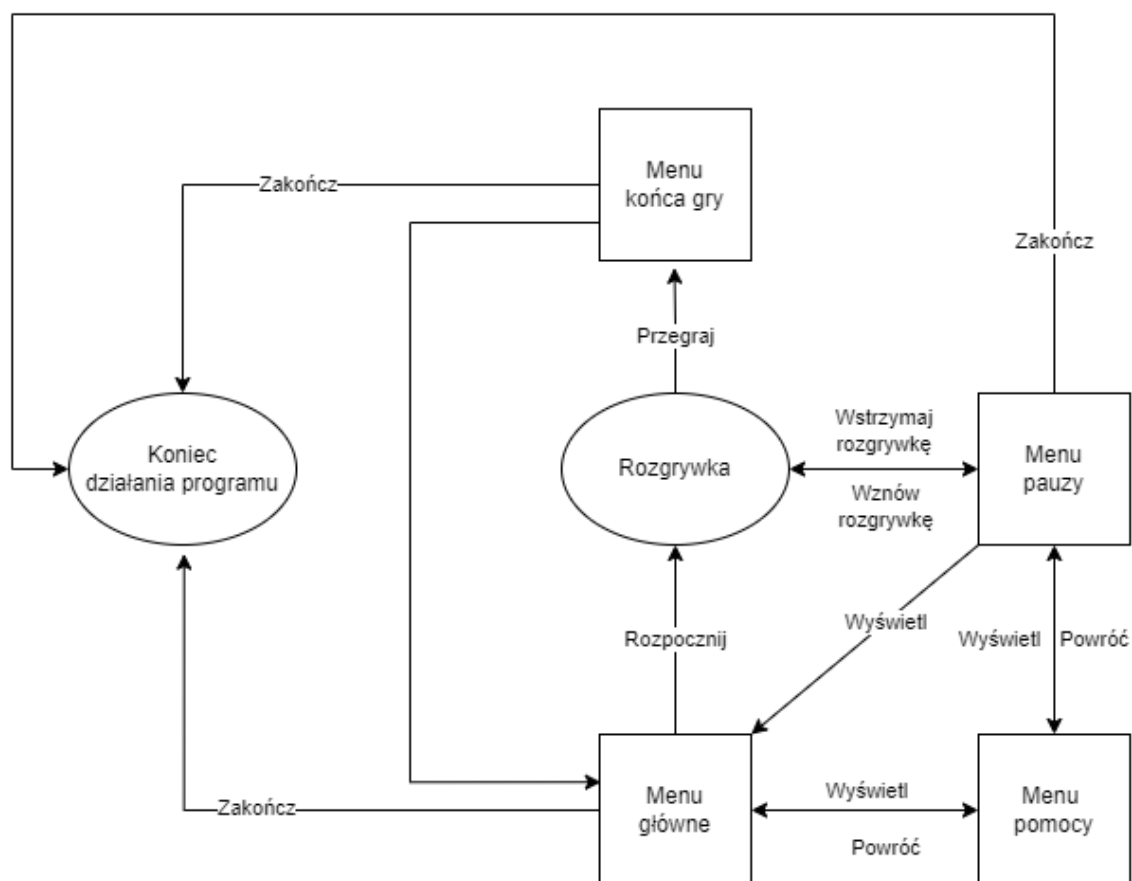 Menu
końca gry
Zakończ
Zakończ
Przegraj
Koniec
działania programu
Rozgrywka
Wstrzymaj
rozgrywkę
Wznów
rozgrywkę
Menu
pauzy
Wyświetl
Rozpocznij
Wyświetl
Powróć
Zakończ
Menu
główne
Wyświetl
Powróć
Menu
pomocy